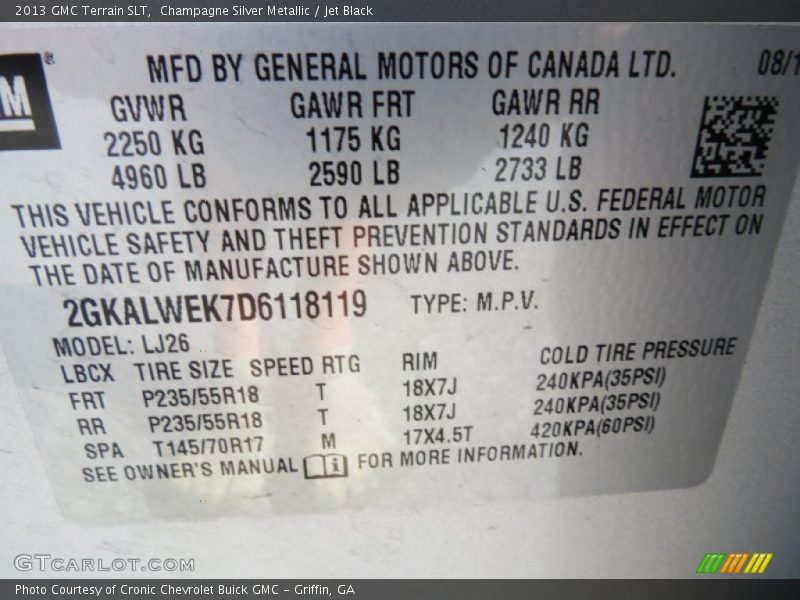 2013 GMC Terrain SLT, Champagne Silver Metallic / Jet Black
MFD BY GENERAL MOTORS OF CANADA LTD.
GVWR GAWR FRT GAWR RR
2250 KG 1175 KG 1240 KG
4960 LB 2590 LB 2733 LB
THIS VEHICLE CONFORMS TO ALL APPLICABLE U.S. FEDERAL MOTOR
VEHICLE SAFETY AND THEFT PREVENTION STANDARDS IN EFFECT ON
THE DATE OF MANUFACTURE SHOWN ABOVE.
2GKALWEK7D6118119 TYPE: M.P.V.
MODEL: LJ26
LBCX TIRE SIZE SPEED RTG RIM COLD TIRE PRESSURE
FRT P235/55R18 T 18X7J 240KPA(35PSI)
RR P235/55R18 T 18X7J 240KPA(35PSI)
SPA T145/70R17 M 17X4.5T 420KPA(60PSI)
SEE OWNER'S MANUAL FOR MORE INFORMATION.
GTCARLOT.COM
Photo Courtesy of Cronic Chevrolet Buick GMC - Griffin, GA